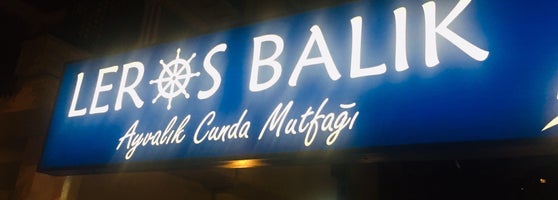 LEROS BALIK
Ayvalık Cunda Mutfağı